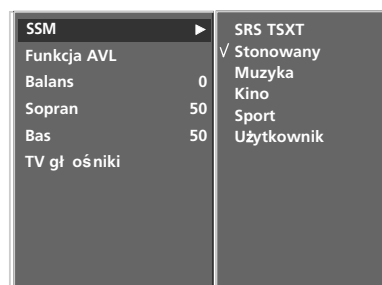 SSM ►
Funkcja AVL
Balans 0
Sopran 50
Bas 50
TV gł ośniki
SRS TSXT
√ Stonowany
Muzyka
Kino
Sport
Użytkownik